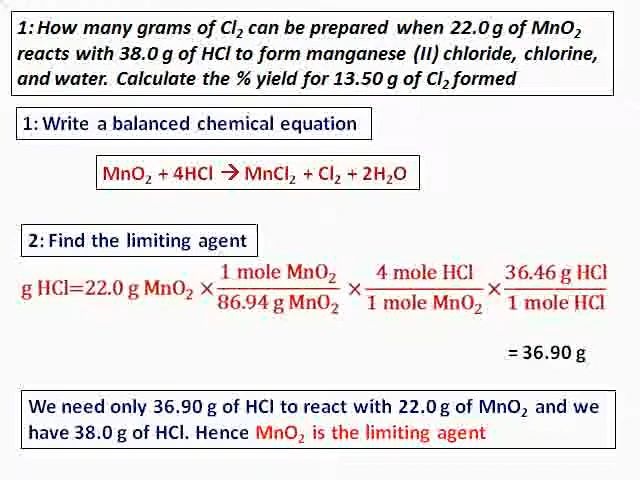 1: How many grams of Cl₂ can be prepared when 22.0 g of MnO₂
reacts with 38.0 g of HCl to form manganese (II) chloride, chlorine,
and water. Calculate the % yield for 13.50 g of Cl₂ formed
1: Write a balanced chemical equation
MnO₂ + 4HCl → MnCl₂ + Cl₂ + 2H₂O
2: Find the limiting agent
g HCl=22.0 g MnO₂ × 1 mole MnO₂/86.94 g MnO₂ × 4 mole HCl/1 mole MnO₂ × 36.46 g HCl/1 mole HCl
= 36.90 g
We need only 36.90 g of HCl to react with 22.0 g of MnO₂ and we
have 38.0 g of HCl. Hence MnO₂ is the limiting agent